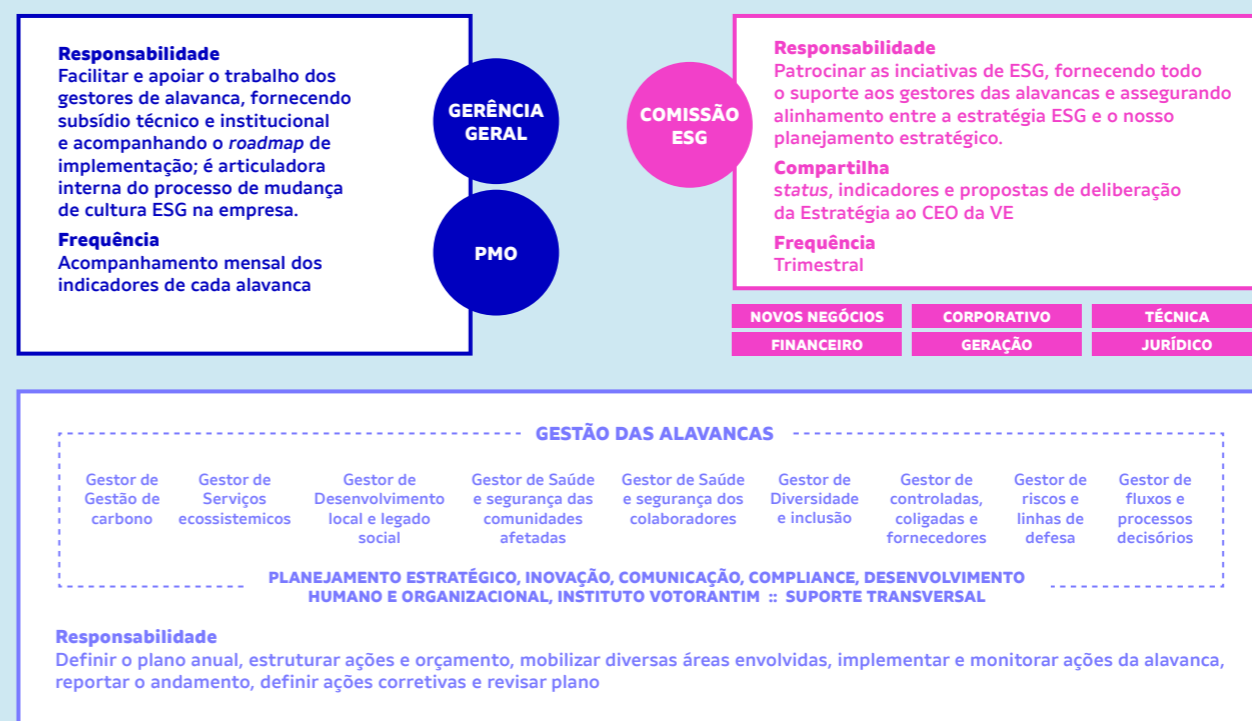 Responsabilidade
Facilitar e apoiar o trabalho dos
gestores de alavanca, fornecendo
subsídio técnico e institucional
e acompanhando o roadmap de
implementação; é articuladora
interna do processo de mudança
de cultura ESG na empresa.
Frequência
Acompanhamento mensal dos
indicadores de cada alavanca
GERÊNCIA
GERAL
PMO
COMISSÃO
ESG
Responsabilidade
Patrocinar as inciativas de ESG, fornecendo todo
o suporte aos gestores das alavancas e assegurando
alinhamento entre a estratégia ESG e o nosso
planejamento estratégico.
Compartilha
status, indicadores e propostas de deliberação
da Estratégia ao CEO da VE
Frequência
Trimestral
NOVOS NEGÓCIOS
CORPORATIVO
TÉCNICA
FINANCEIRO
GERAÇÃO
JURÍDICO
GESTÃO DAS ALAVANCAS
Gestor de
Gestão de
carbono
Gestor de
Serviços
ecossistemicos
Gestor de
Desenvolvimento
local e legado
social
Gestor de Saúde
e segurança das
comunidades
afetadas
Gestor de Saúde
e segurança dos
colaboradores
Gestor de
Diversidade
e inclusão
Gestor de
controladas,
coligadas e
fornecedores
Gestor de
riscos e
linhas de
defesa
Gestor de
fluxos e
processos
decisórios
PLANEJAMENTO ESTRATÉGICO, INOVAÇÃO, COMUNICAÇÃO, COMPLIANCE, DESENVOLVIMENTO
HUMANO E ORGANIZACIONAL, INSTITUTO VOTORANTIM :: SUPORTE TRANSVERSAL
Responsabilidade
Definir o plano anual, estruturar ações e orçamento, mobilizar diversas áreas envolvidas, implementar e monitorar ações da alavanca,
reportar o andamento, definir ações corretivas e revisar plano